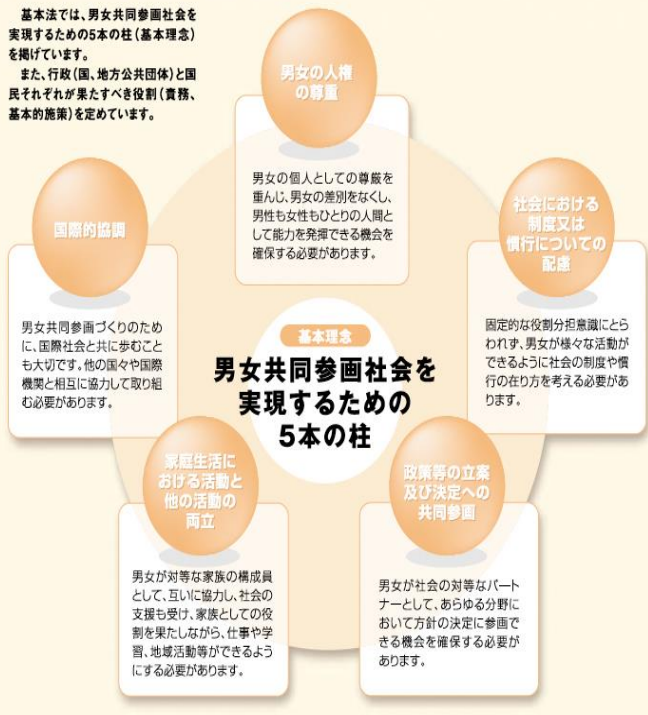 基本法では、男女共同参画社会を
実現するための5本の柱（基本理念）
を掲げています。
また、行政（国、地方公共団体）と国
民それぞれが果たすべき役割（責務、
基本的施策）を定めています。
男女の人権
の尊重
男女の個人としての尊厳を
重んじ、男女の差別をなくし、
男性も女性もひとりの人間と
して能力を発揮できる機会を
確保する必要があります。
社会における
制度又は
慣行についての
配慮
固定的な役割分担意識にとら
われず、男女が様々な活動が
できるように社会の制度や慣
行の在り方を考える必要があ
ります。
国際的協調
男女共同参画づくりのため
に、国際社会と共に歩むこと
も大切です。他の国々や国際
機関と相互に協力して取り組
む必要があります。
基本理念
男女共同参画社会を
実現するための
5本の柱
家庭生活に
おける活動と
他の活動の
両立
男女が対等な家族の構成員
として、互いに協力し、社会の
支援も受け、家族としての役
割を果たしながら、仕事や学
習、地域活動等ができるよう
にする必要があります。
政策等の立案
及び決定への
共同参画
男女が社会の対等なパート
ナーとして、あらゆる分野に
おいて方針の決定に参画で
きる機会を確保する必要が
あります。